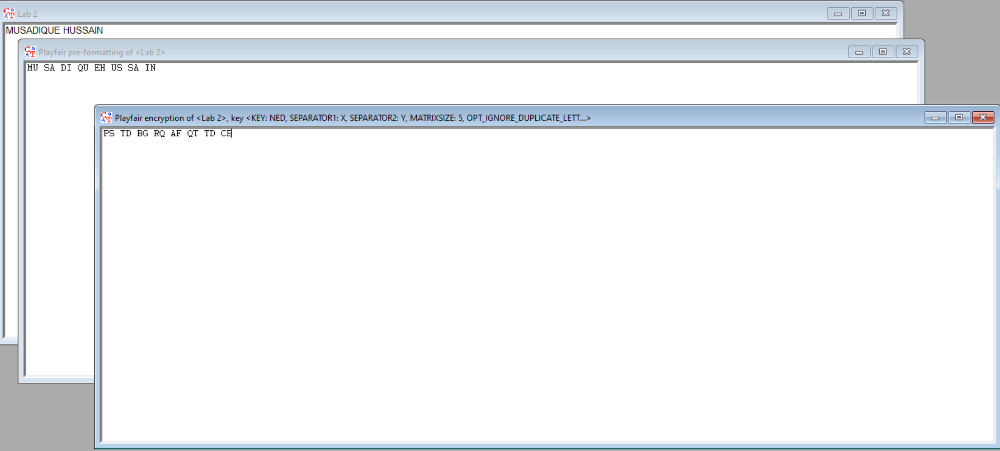 Lab 2
MUSADIQUE HUSSAIN
Playfair pre-formatting of <Lab 2>
MU SA DI QU EH US SA IN
Playfair encryption of <Lab 2>, key <KEY: NED, SEPARATOR1: X, SEPARATOR2: Y, MATRIXSIZE: 5, OPT_IGNORE_DUPLICATE_LETT...>
PS TD BG RQ AF QT TD CE